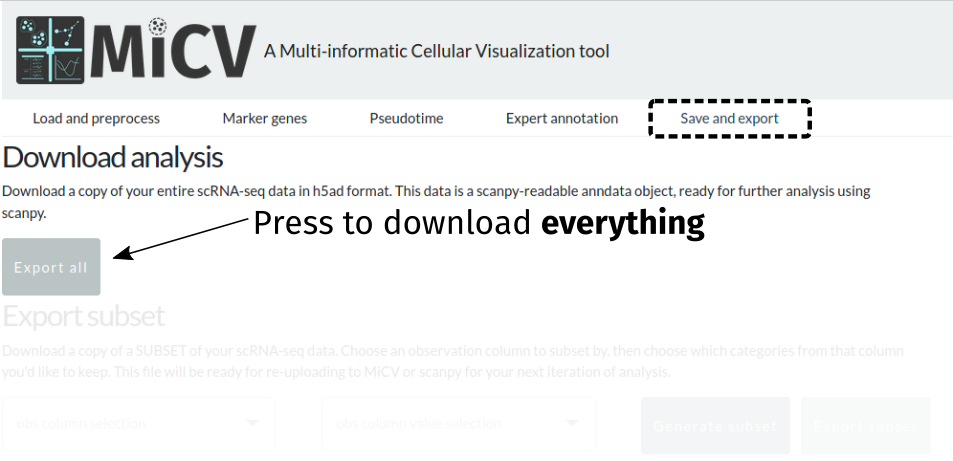 MiCV A Multi-informatic Cellular Visualization tool
Load and preprocess Marker genes Pseudotime Expert annotation Save and export
Download analysis
Download a copy of your entire scRNA-seq data in h5ad format. This data is a scanpy-readable anndata object, ready for further analysis using
scanpy.
Press to download everything
Export all
Export subset
Download a copy of a SUBSET of your scRNA-seq data. Choose an observation column to subset by, then choose which categories from that column
you'd like to keep. This file will be ready for re-uploading to MiCV or scanpy for your next iteration of analysis.
obs column selection obs column value selection Generate subset Export subset